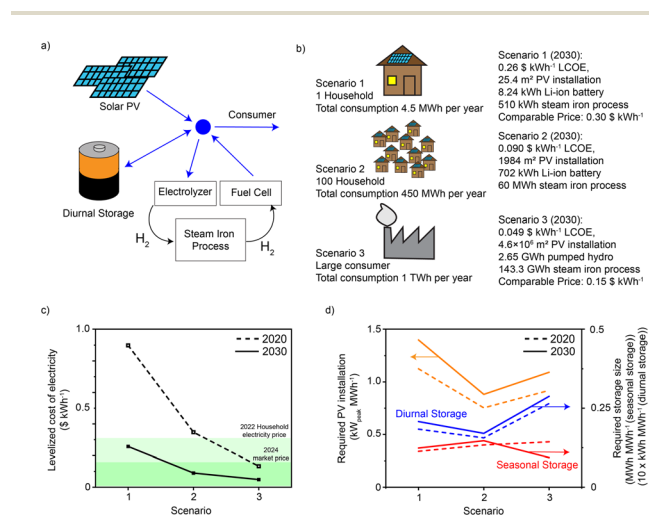 a)
Solar PV
Consumer
Diurnal Storage
Electrolyzer
Fuel Cell
H2
Steam Iron
Process
H2
b)
Scenario 1
1 Household
Total consumption 4.5 MWh per year
Scenario 1 (2030):
0.26 $ kWh⁻¹ LCOE,
25.4 m² PV installation
8.24 kWh Li-ion battery
510 kWh steam iron process
Comparable Price: 0.30 $ kWh⁻¹
Scenario 2
100 Household
Total consumption 450 MWh per year
Scenario 2 (2030):
0.090 $ kWh⁻¹ LCOE,
1984 m² PV installation
702 kWh Li-ion battery
60 MWh steam iron process
Scenario 3
Large consumer
Total consumption 1 TWh per year
Scenario 3 (2030):
0.049 $ kWh⁻¹ LCOE,
4.6×10⁶ m² PV installation
2.65 GWh pumped hydro
143.3 GWh steam iron process
Comparable Price: 0.15 $ kWh⁻¹
c)
Levelized cost of electricity
($ kWh⁻¹)
1.0
0.5
0.0
2020
2030
2022 Household
electricity price
2024
market price
1 2 3
Scenario
d)
Required PV installation
(kWpeak MWh⁻¹)
1.5
1.0
0.5
0.0
2020
2030
Diurnal Storage
Seasonal Storage
1 2 3
Scenario
0.5
0.25
0.0
Required storage size
(MWh MWh⁻¹ (seasonal storage))
(10 x kWh MWh⁻¹ (diurnal storage))